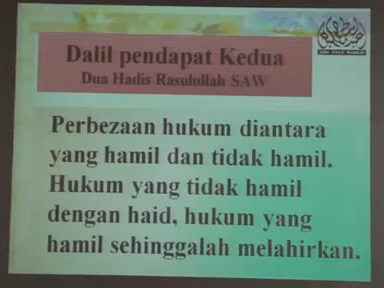 Dalil pendapat Kedua
Dua Hadis Rasulullah SAW
Perbezaan hukum diantara
yang hamil dan tidak hamil.
Hukum yang tidak hamil
dengan haid, hukum yang
hamil sehinggalah melahirkan.